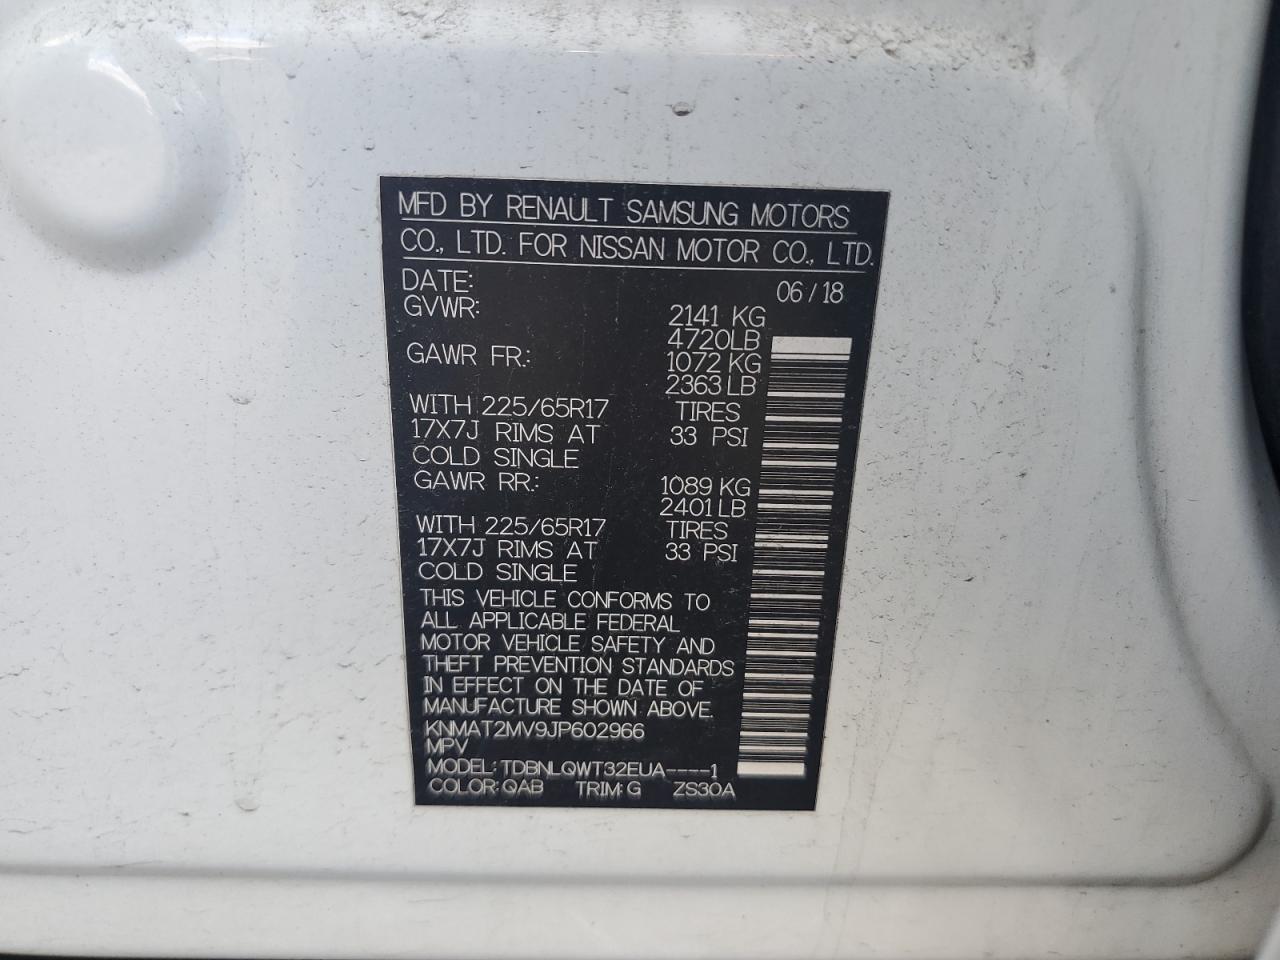 MFD BY RENAULT SAMSUNG MOTORS
CO., LTD. FOR NISSAN MOTOR CO., LTD.
DATE: 06/18
GVWR: 2141 KG
4720LB
GAWR FR.: 1072 KG
2363LB
WITH 225/65R17 TIRES
17X7J RIMS AT 33 PSI
COLD SINGLE
GAWR RR.: 1089 KG
2401LB
WITH 225/65R17 TIRES
17X7J RIMS AT 33 PSI
COLD SINGLE
THIS VEHICLE CONFORMS TO
ALL APPLICABLE FEDERAL
MOTOR VEHICLE SAFETY AND
THEFT PREVENTION STANDARDS
IN EFFECT ON THE DATE OF
MANUFACTURE SHOWN ABOVE.
KNMAT2MV9JP602966
MPV
MODEL: TDBNLQWT32EUA----1
COLOR: QAB TRIM: G ZS30A